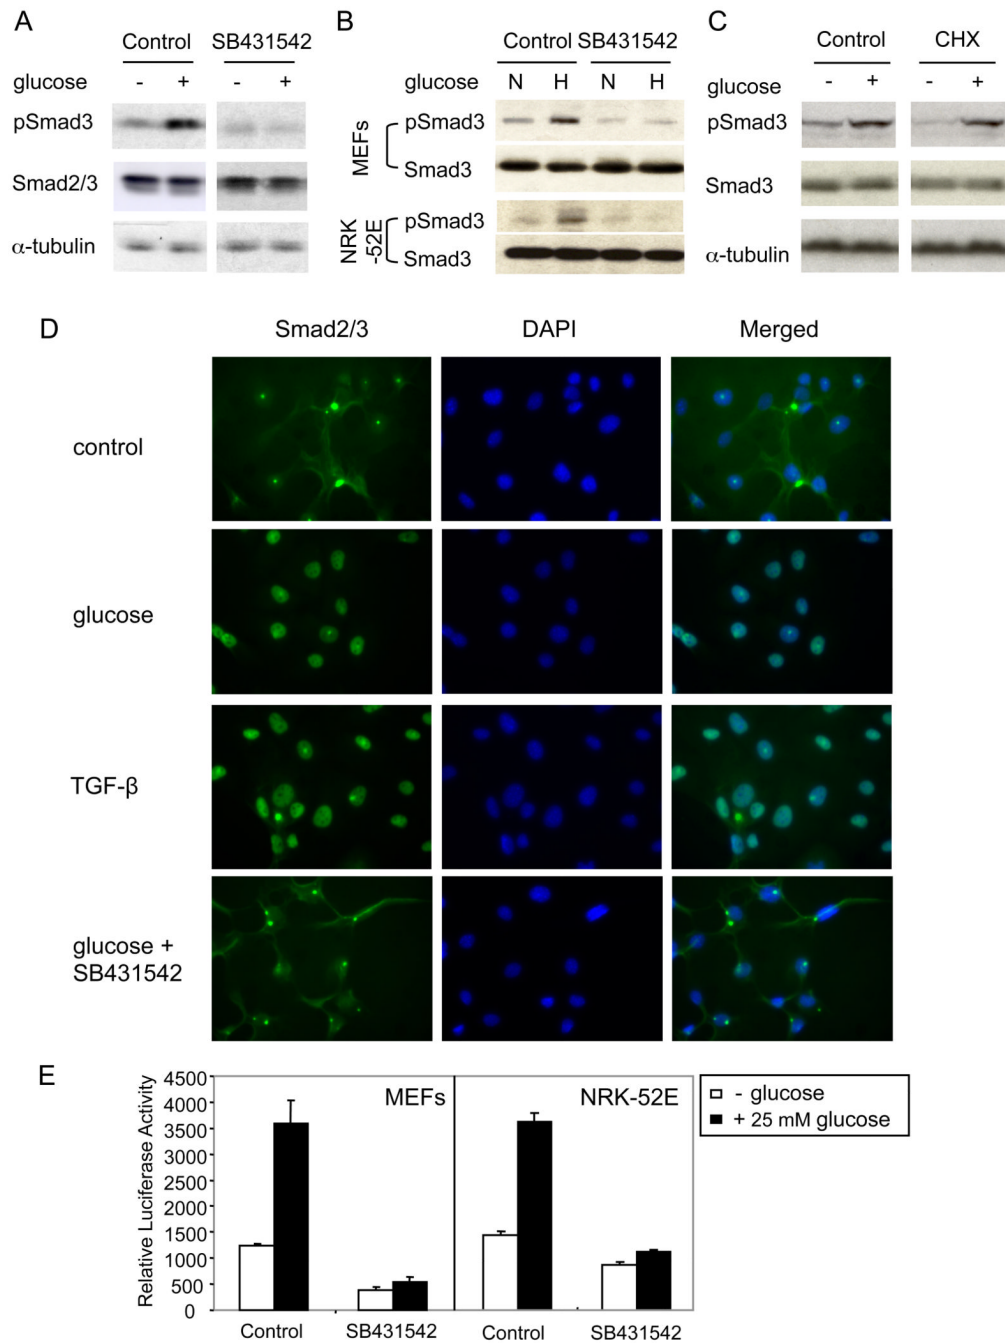 A
Control SB431542
glucose - + - +
pSmad3
Smad2/3
α-tubulin
B
Control SB431542
glucose N H N H
MEFs
pSmad3
Smad3
NRK
-52E
pSmad3
Smad3
C
Control CHX
glucose - + - +
pSmad3
Smad3
α-tubulin
D
Smad2/3 DAPI Merged
control
glucose
TGF-β
glucose +
SB431542
E
Relative Luciferase Activity
4500
4000
3500
3000
2500
2000
1500
1000
500
0
MEFs NRK-52E
Control SB431542 Control SB431542
- glucose
+ 25 mM glucose